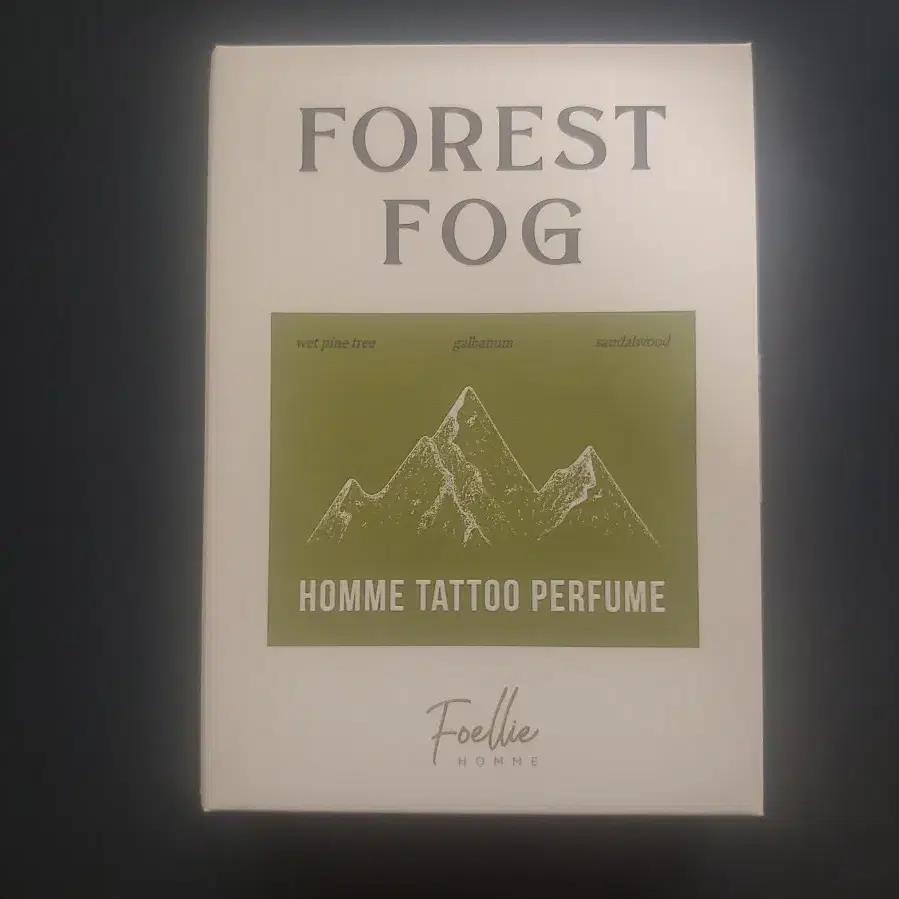 FOREST
FOG
wet pine tree galbanum sandalwood
HOMME TATTOO PERFUME
Foellie
HOMME